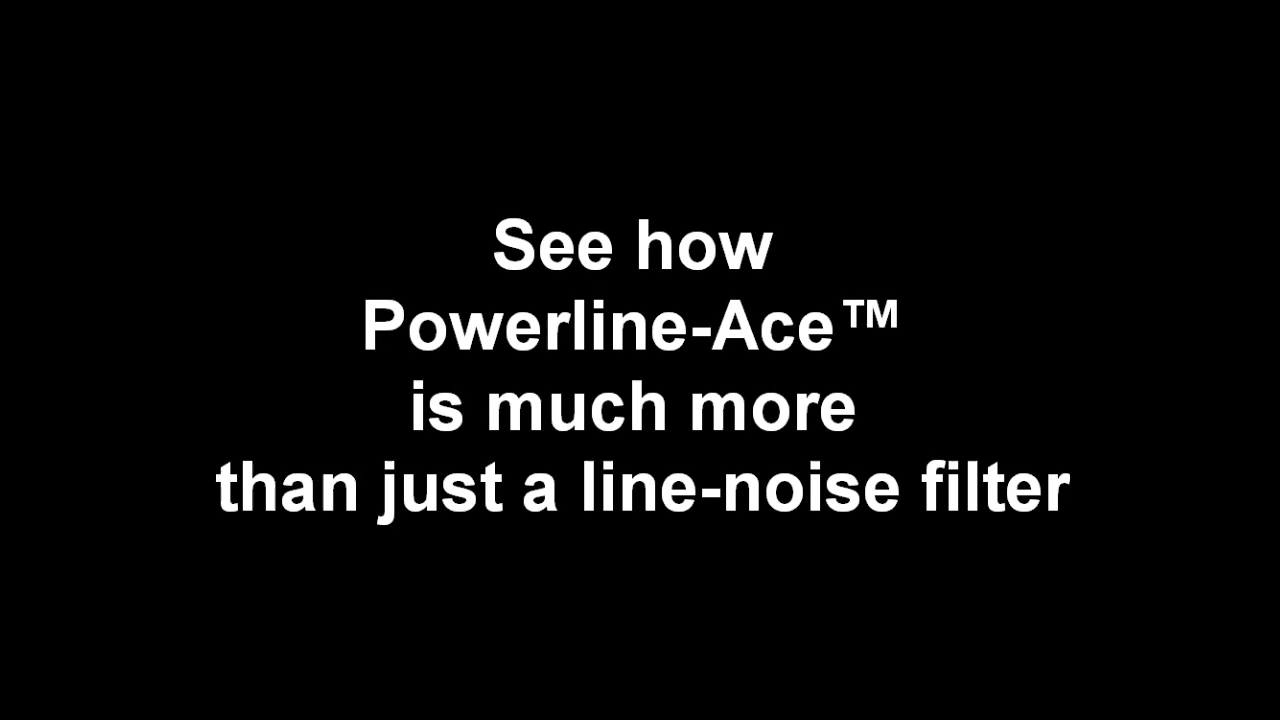 See how
Powerline-Ace™
is much more
than just a line-noise filter